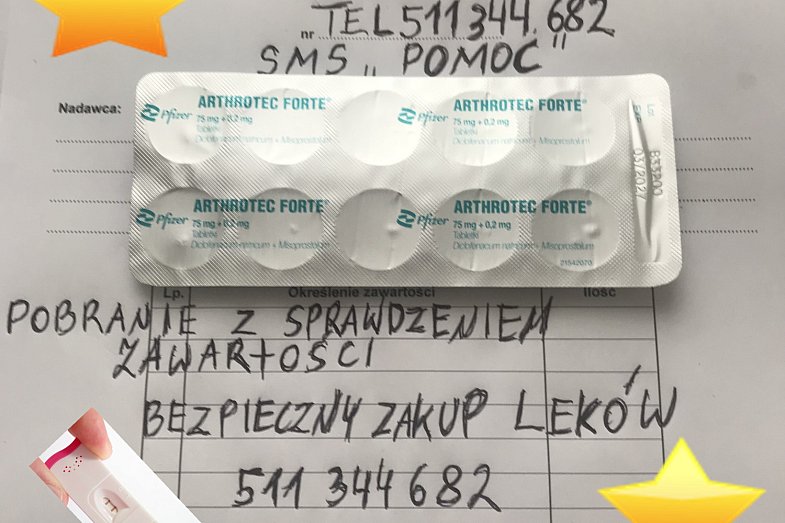 nr TEL 511 344.682
SMS „ POMOC "
Nadawca:
ARTHROTEC FORTE®
Pfizer 75 mg + 0,2 mg
Tabletki
Diclofenacum natricum + Misoprostolum
ARTHROTEC FORTE®
Pfizer 75 mg + 0,2 mg
Tabletki
Diclofenacum natricum + Misoprostolum
03/2027
ARTHROTEC FORTE®
Pfizer 75 mg + 0,2 mg
Tabletki
Diclofenacum natricum + Misoprostolum
ARTHROTEC FORTE®
Pfizer 75 mg + 0,2 mg
Tabletki
Diclofenacum natricum + Misoprostolum
Lp. Określenie zawartości Ilość
POBRANIE Z SPRAWDZENIEM
ZAWARTOŚCI
BEZPIECZNY ZAKUP LEKÓW
511 344 682